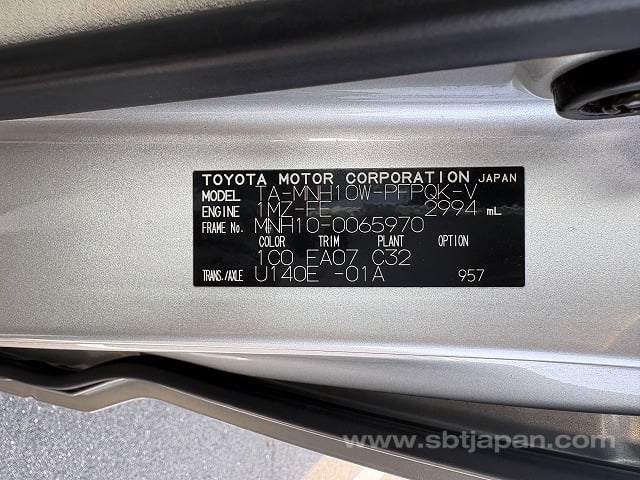 TOYOTA MOTOR CORPORATION JAPAN
MODEL TA-MNH10W-PFPQK-V
ENGINE 1MZ-FE 2994 mL
FRAME No. MNH10-0065970
COLOR TRIM PLANT OPTION
1C0 FA07 C32
TRANS./AXLE U140E -01A 957
www.sbtjapan.com